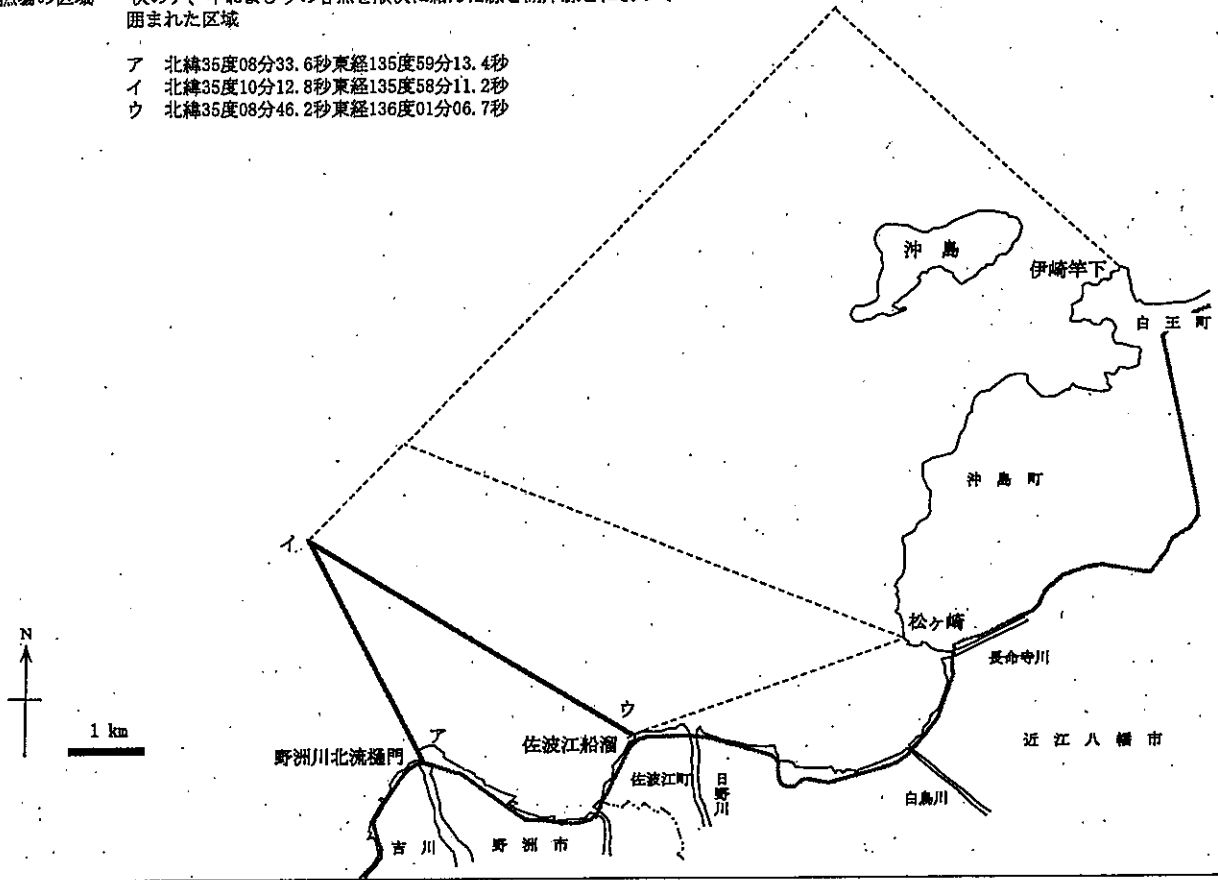 囲まれた区域
ア 北緯35度08分33.6秒東経135度59分13.4秒
イ 北緯35度10分12.8秒東経135度58分11.2秒
ウ 北緯35度08分46.2秒東経136度01分06.7秒
沖島
伊崎竿下
白王町
沖島町
イ
松ヶ崎
長命寺川
N
1 km
ウ
ア
野洲川北流樋門
佐波江船溜
近江八幡市
佐波江町
日野川
白鳥川
吉川
野洲市